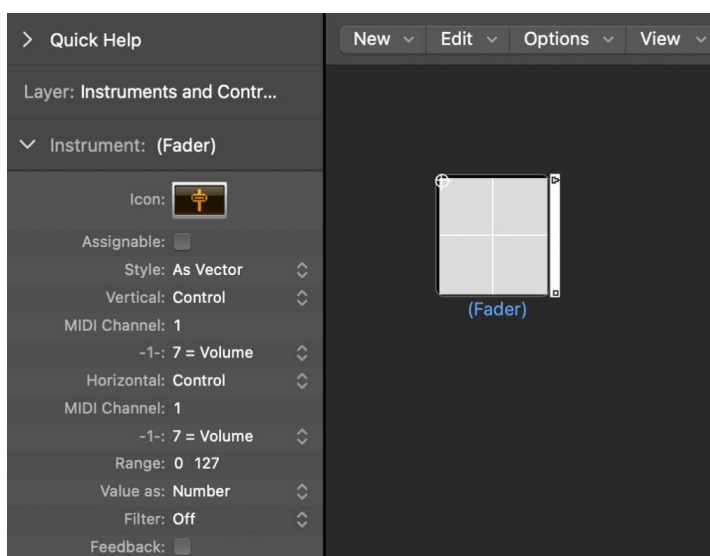 Quick Help
New Edit Options View
Layer: Instruments and Contr...
Instrument: (Fader)
Icon:
Assignable:
Style: As Vector
Vertical: Control
MIDI Channel: 1
-1-: 7 = Volume
Horizontal: Control
MIDI Channel: 1
-1-: 7 = Volume
Range: 0 127
Value as: Number
Filter: Off
Feedback:
(Fader)